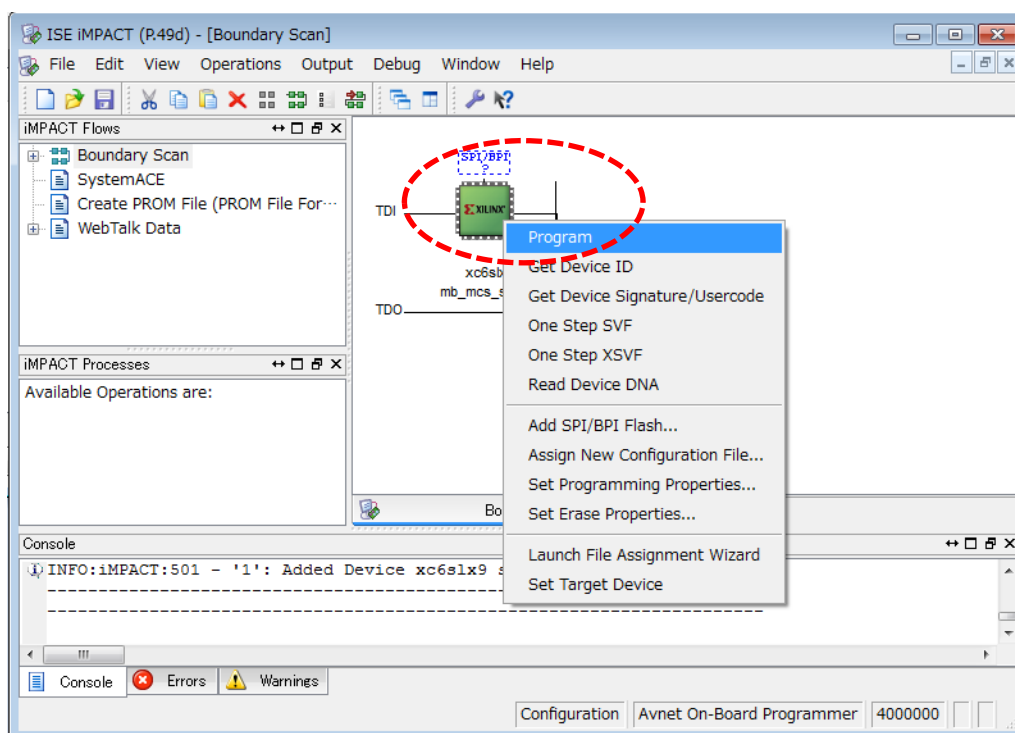 ISE iMPACT (P.49d) - [Boundary Scan]
File Edit View Operations Output Debug Window Help
iMPACT Flows
Boundary Scan
SystemACE
Create PROM File (PROM File For…
WebTalk Data
iMPACT Processes
Available Operations are:
SPI/BPI
?
TDI
XILINX
TDO
Program
Get Device ID
Get Device Signature/Usercode
One Step SVF
One Step XSVF
Read Device DNA
Add SPI/BPI Flash...
Assign New Configuration File...
Set Programming Properties...
Set Erase Properties...
Launch File Assignment Wizard
Set Target Device
Console
INFO:iMPACT:501 - '1': Added Device xc6slx9
------------------------------------------------
----------------------------------------------------------------------
Console Errors Warnings
Configuration Avnet On-Board Programmer 4000000